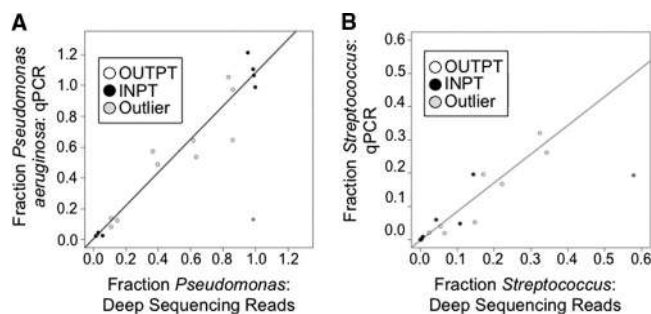 A
Fraction Pseudomonas
aeruginosa: qPCR
1.2
1.0
0.8
0.6
0.4
0.2
0.0
OUTPT
INPT
Outlier
0.0 0.2 0.4 0.6 0.8 1.0 1.2
Fraction Pseudomonas:
Deep Sequencing Reads
B
Fraction Streptococcus:
qPCR
0.6
0.5
0.4
0.3
0.2
0.1
0.0
OUTPT
INPT
Outlier
0.0 0.1 0.2 0.3 0.4 0.5 0.6
Fraction Streptococcus:
Deep Sequencing Reads